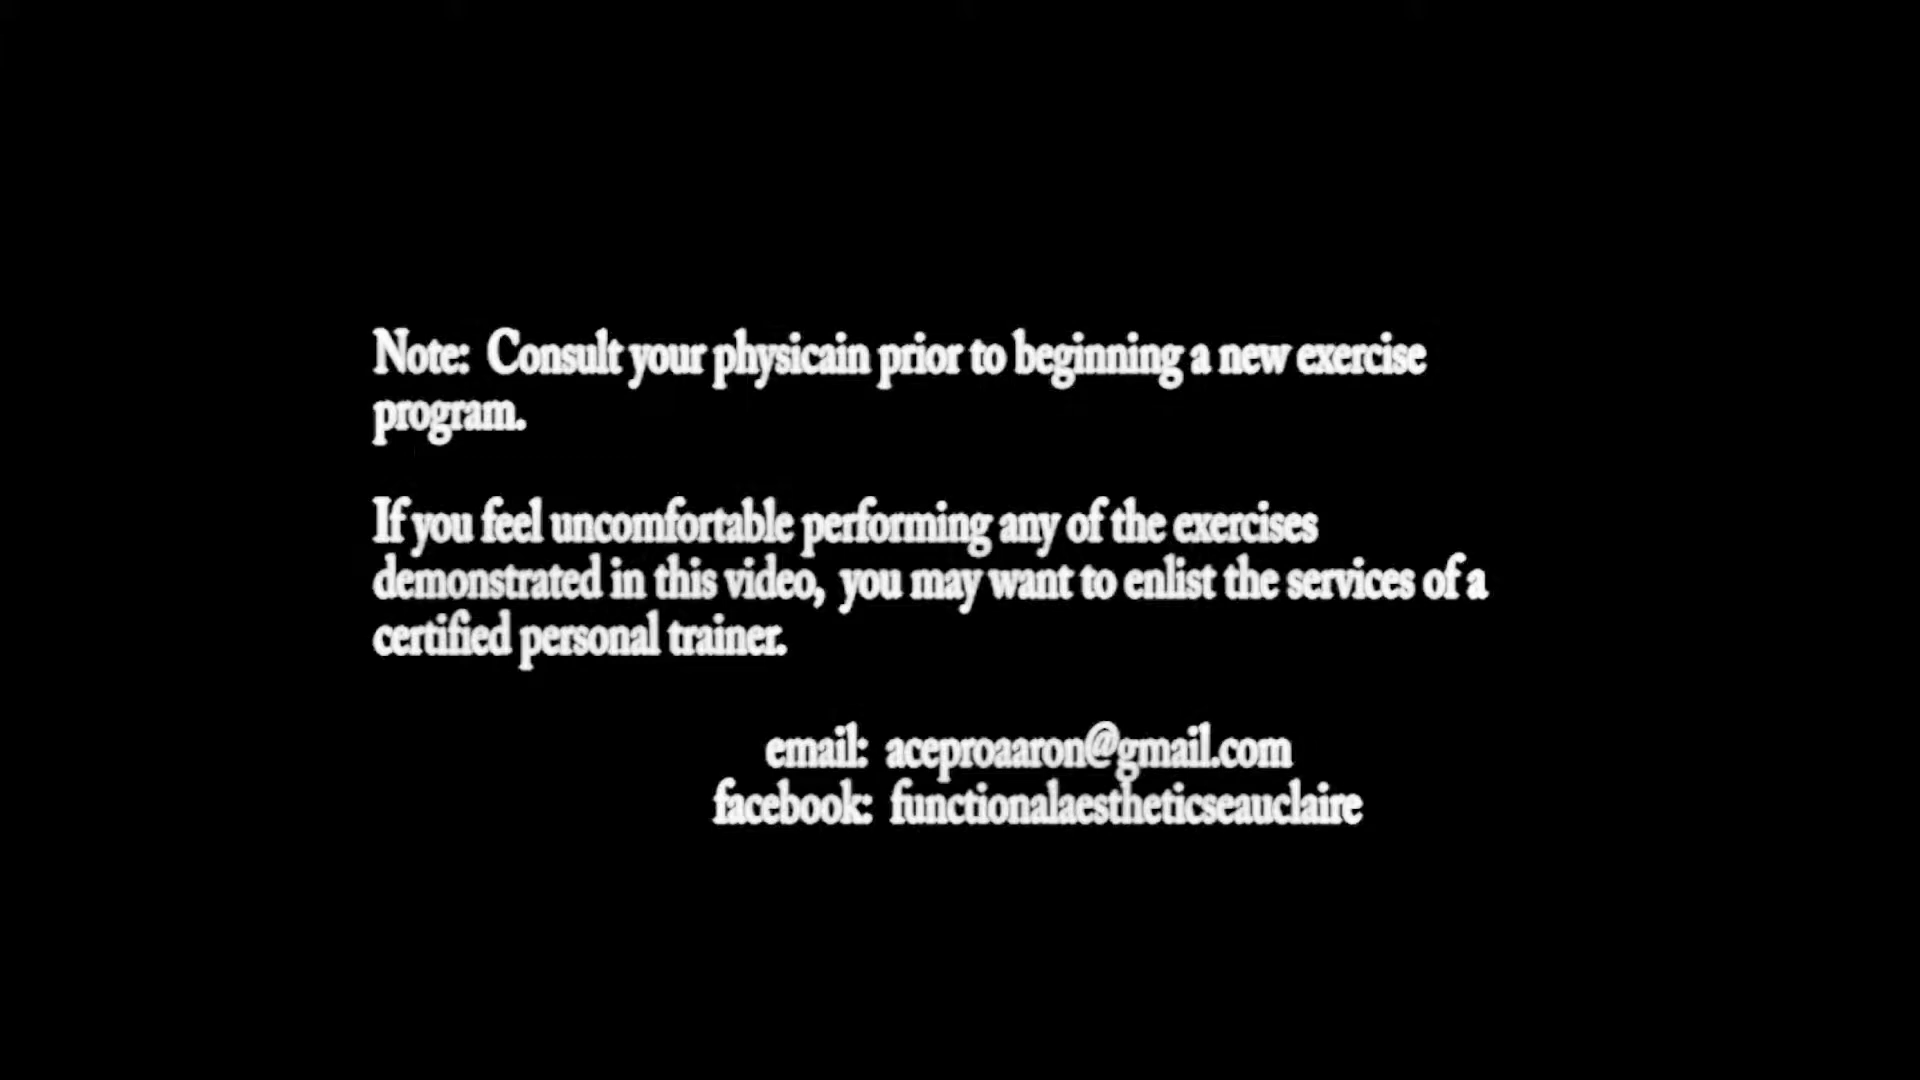 Note: Consult your physicain prior to beginning a new exercise
program.
If you feel uncomfortable performing any of the exercises
demonstrated in this video, you may want to enlist the services of a
certified personal trainer.
email: aceproaaron@gmail.com
facebook: functionalaestheticseauclaire